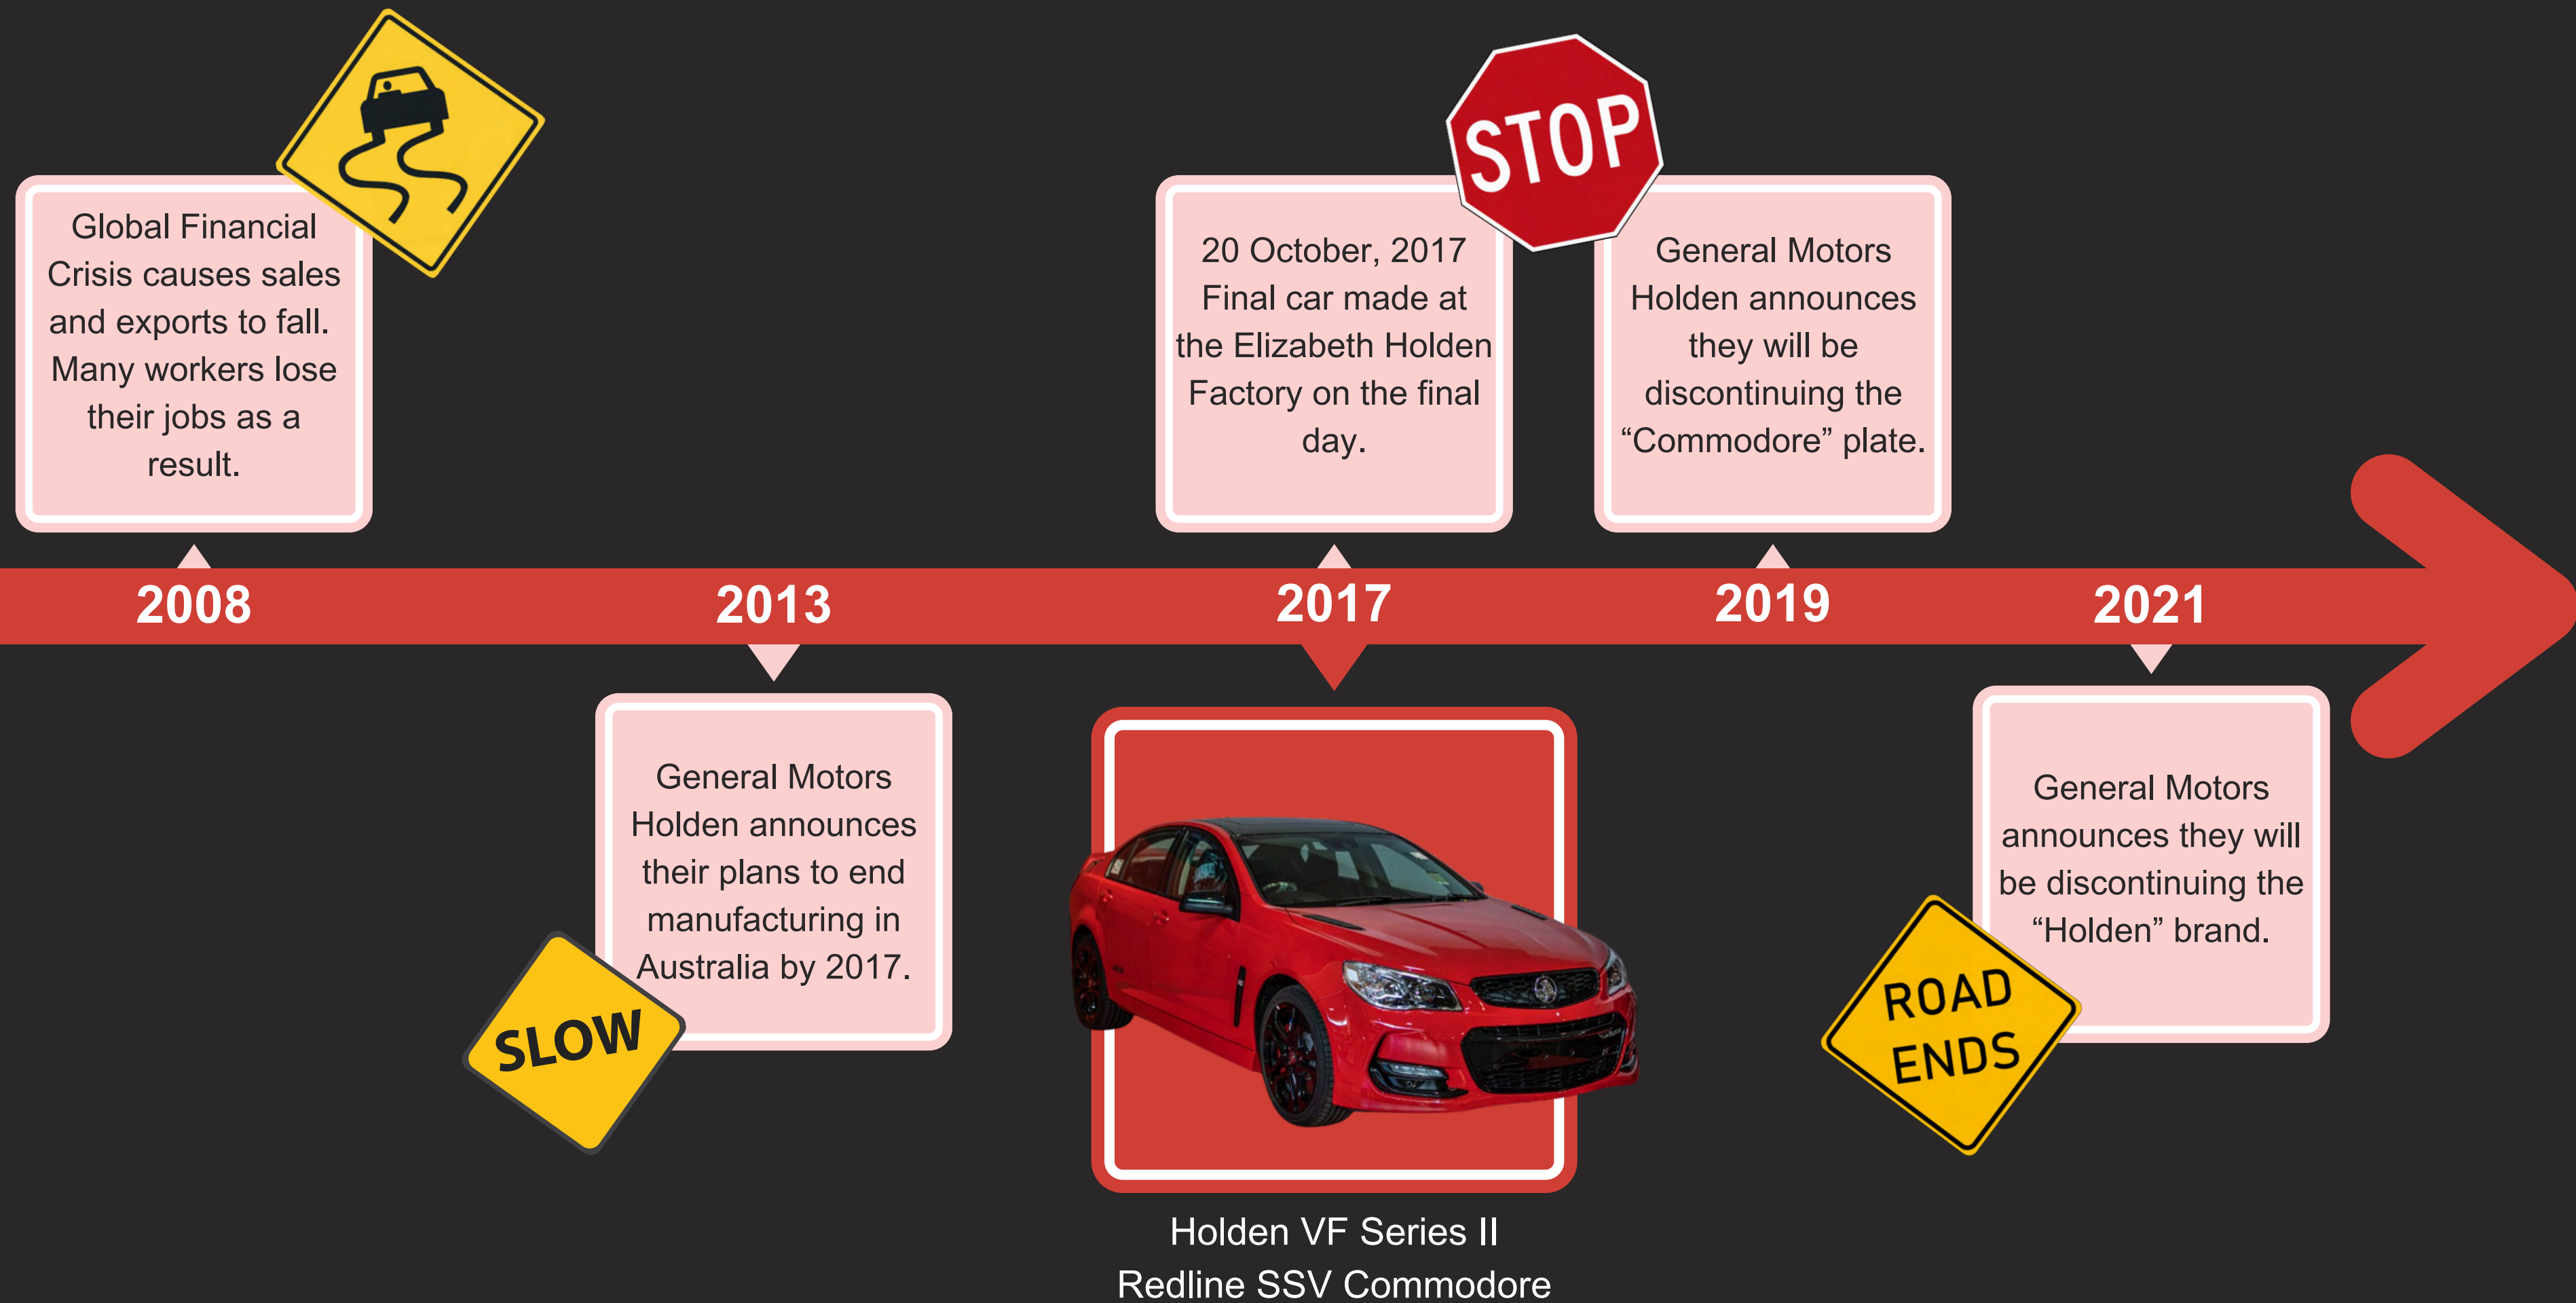 Global Financial
Crisis causes sales
and exports to fall.
Many workers lose
their jobs as a
result.
STOP
20 October, 2017
Final car made at
the Elizabeth Holden
Factory on the final
day.
General Motors
Holden announces
they will be
discontinuing the
“Commodore” plate.
2008
2013
2017
2019
2021
General Motors
Holden announces
their plans to end
manufacturing in
Australia by 2017.
SLOW
Holden VF Series II
Redline SSV Commodore
General Motors
announces they will
be discontinuing the
“Holden” brand.
ROAD
ENDS